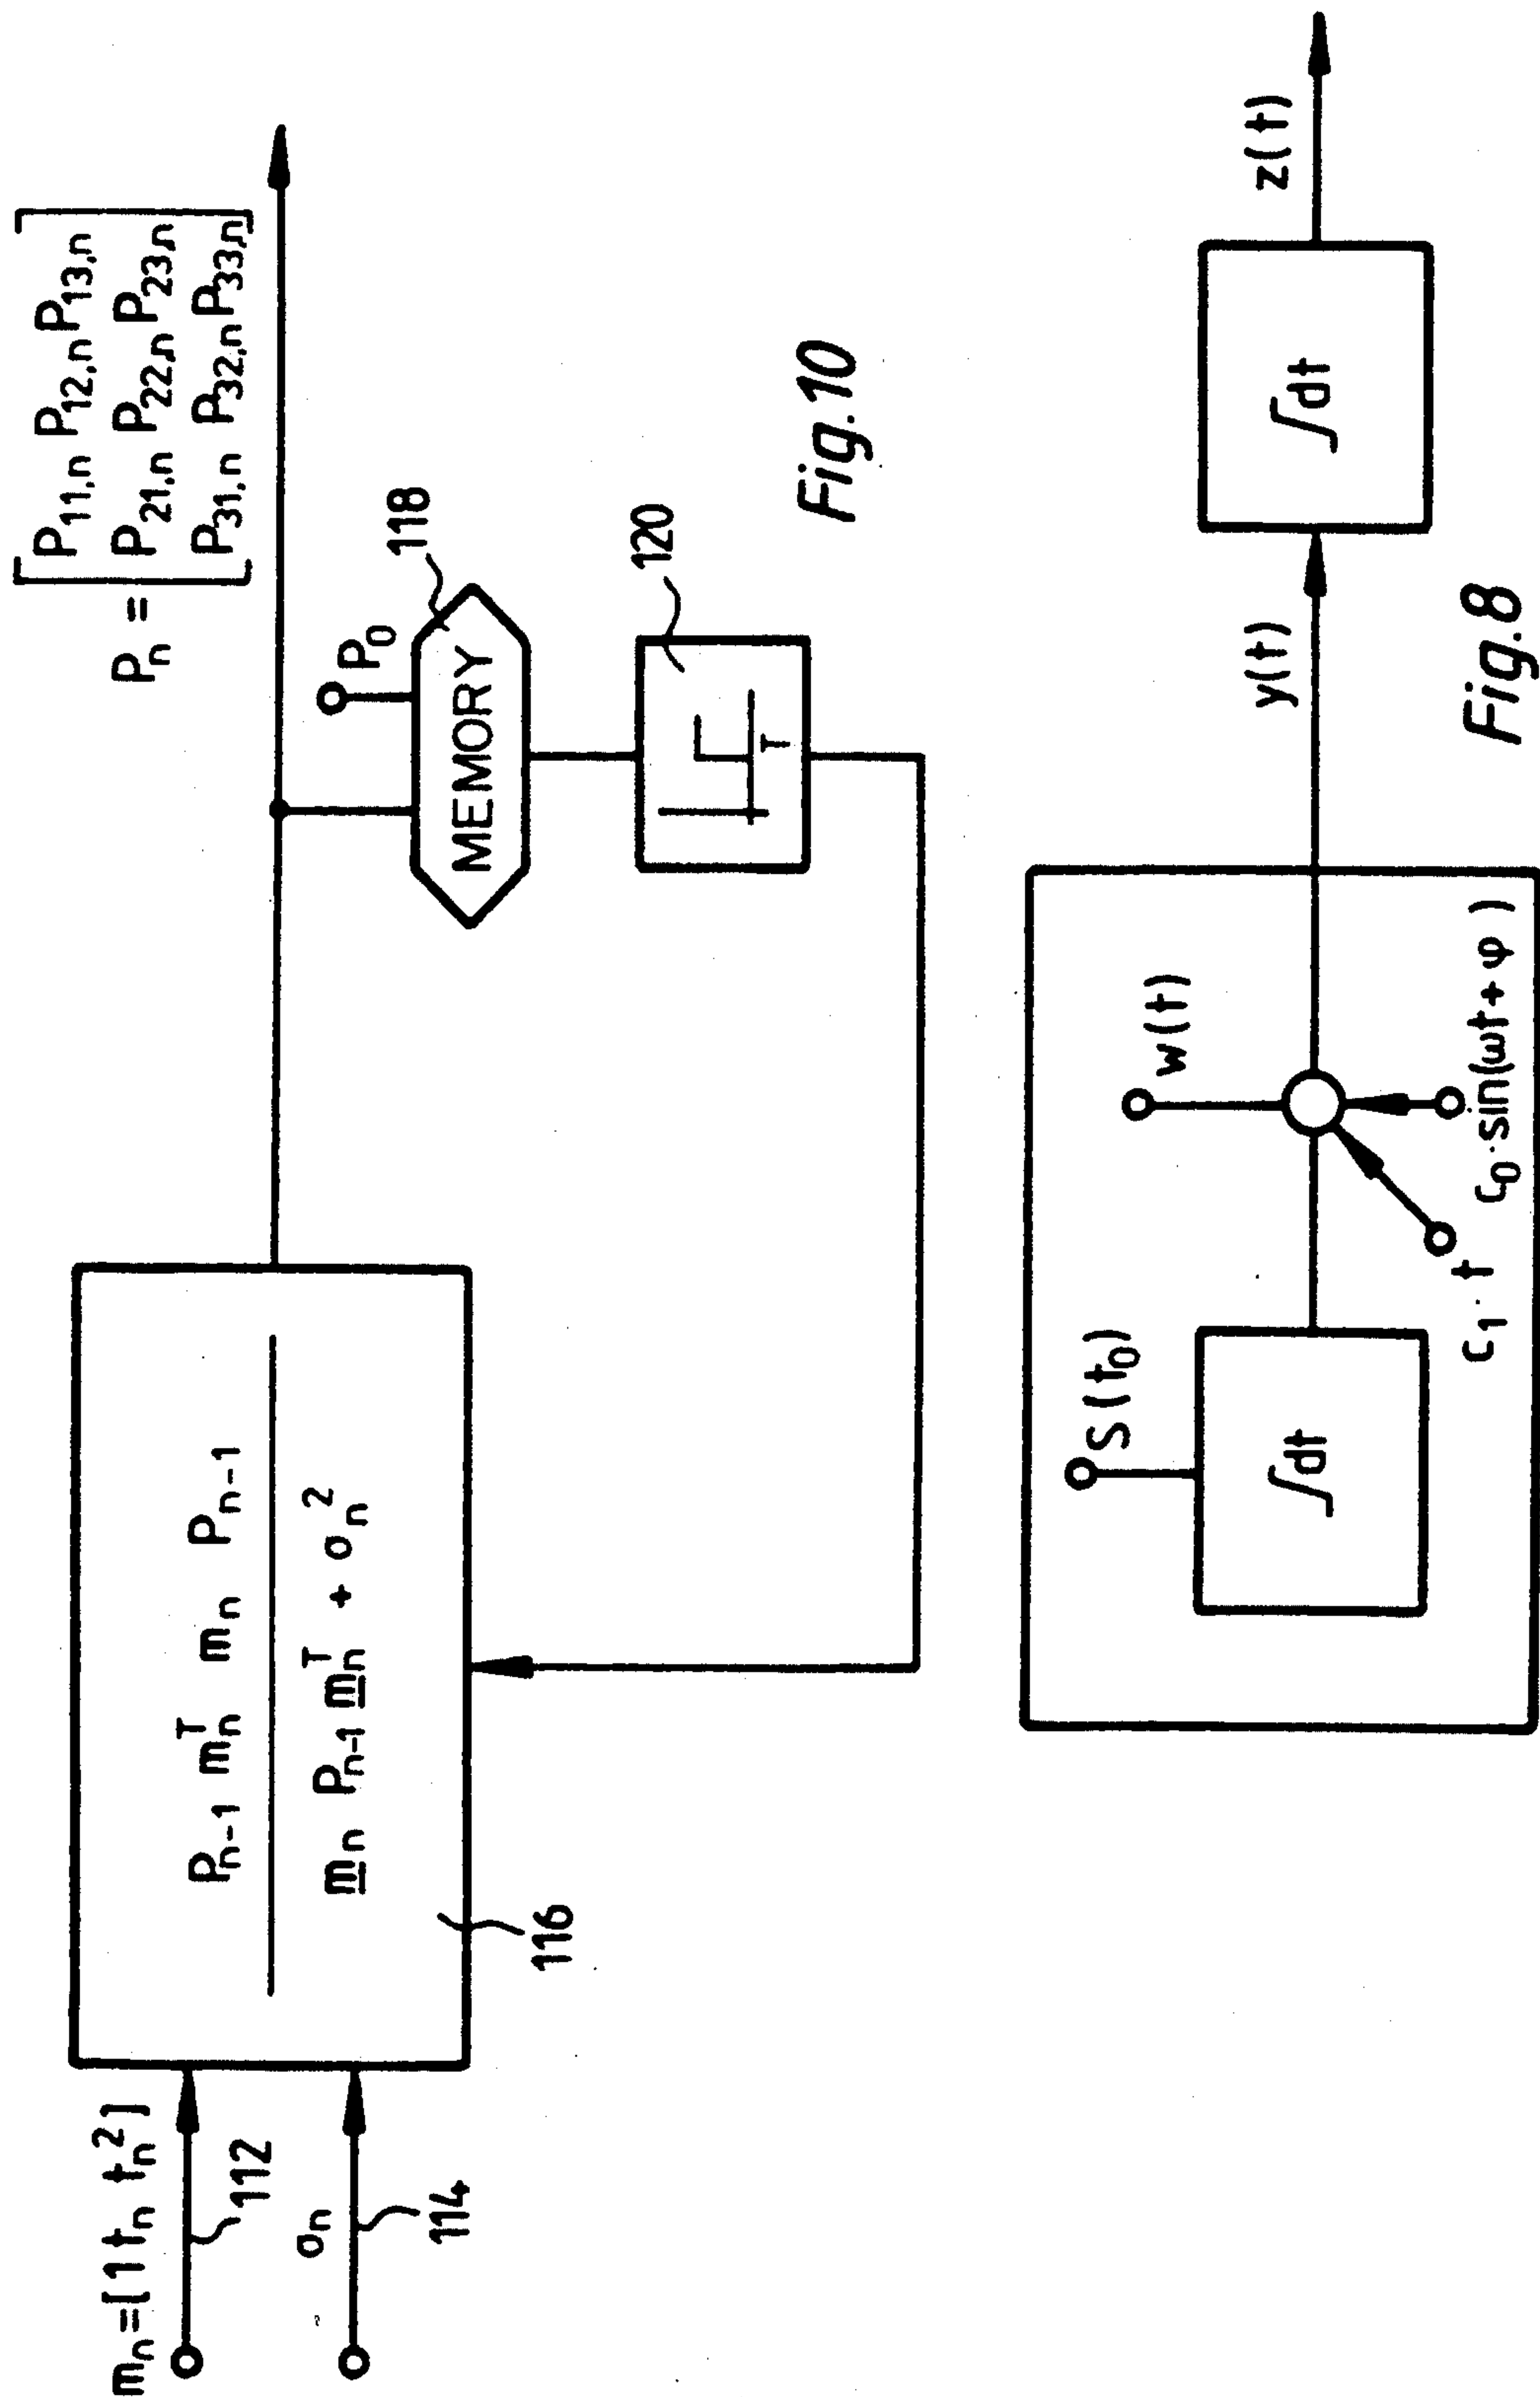 m_n=[1 t_n t_n^2]
112
σ_n
114
P_{n-1} m_n^T m_n P_{n-1}
m_n P_{n-1} m_n^T + σ_n^2
116
P_n = [P_{11,n} P_{12,n} P_{13,n}
P_{21,n} P_{22,n} P_{23,n}
P_{31,n} P_{32,n} P_{33,n}]
P_0
118
MEMORY
120
T
Fig.10
S(t_0)
∫dt
w(t)
c_1·t
c_0·sin(ωt+φ)
y(t)
∫dt
z(t)
Fig.8